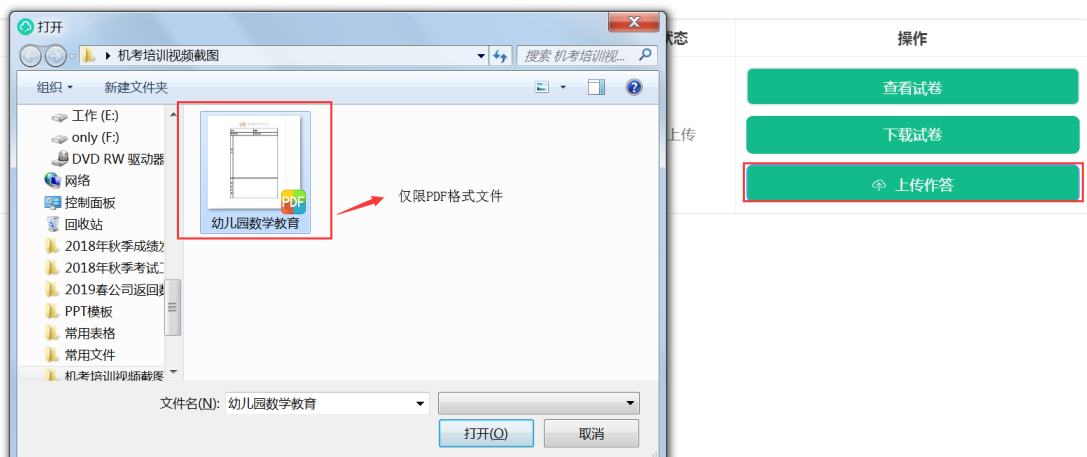 打开
机考培训视频截图
搜索 机考培训视...
组织
新建文件夹
工作 (E:)
only (F:)
DVD RW 驱动器
网络
控制面板
回收站
2018年秋季成绩
2018年秋季考试
2019春公司返回
PPT模板
常用表格
常用文件
机考培训视频截图
PDF
幼儿园数学教育
仅限PDF格式文件
文件名(N):
幼儿园数学教育
打开(O)
取消
状态
操作
上传
查看试卷
下载试卷
上传作答